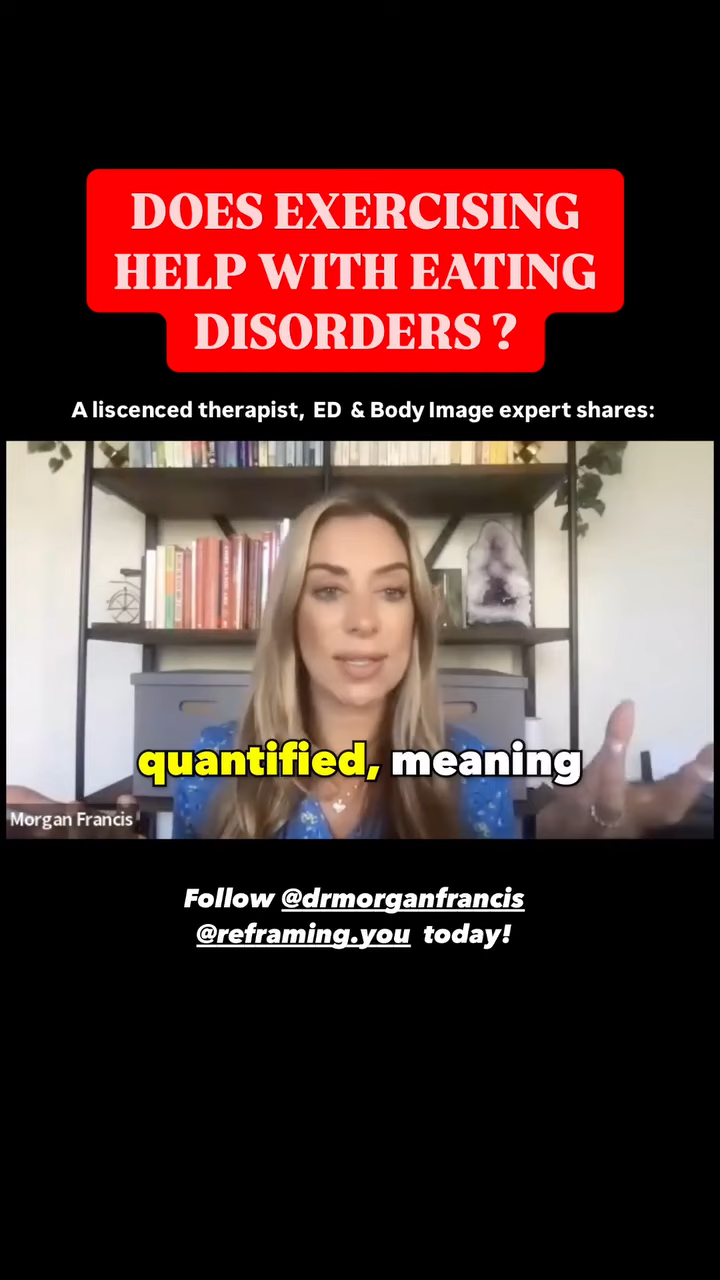 DOES EXERCISING
HELP WITH EATING
DISORDERS ?
A liscenced therapist, ED & Body Image expert shares:
quantified, meaning
Morgan Francis
Follow @drmorganfrancis
@reframing.you today!